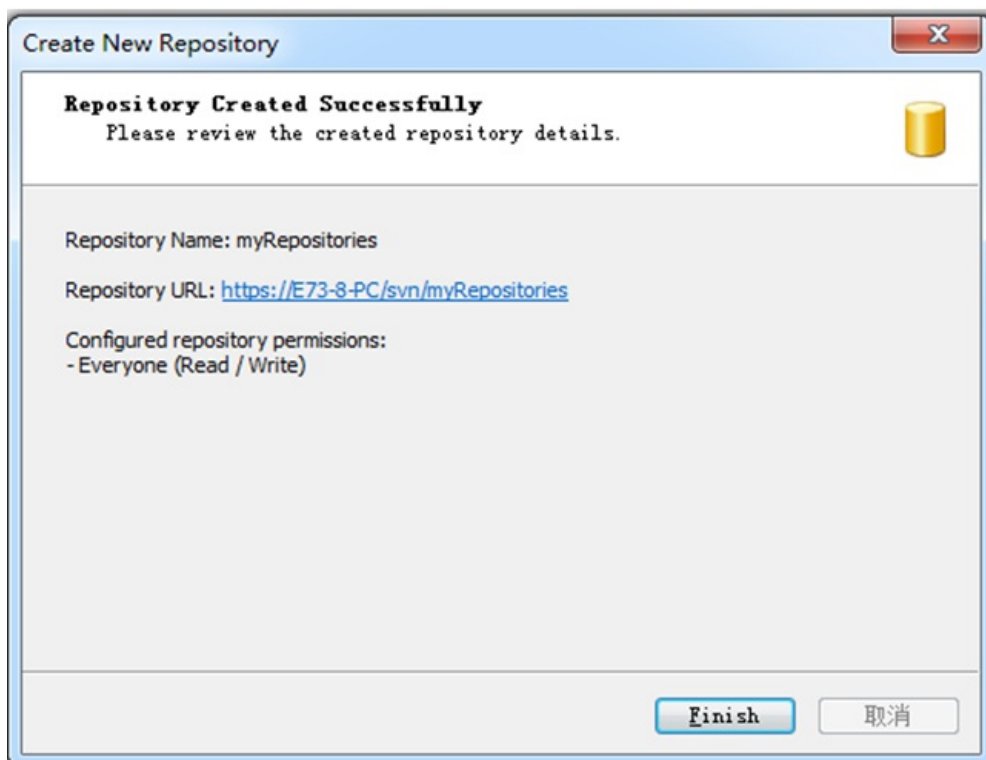 Create New Repository
Repository Created Successfully
Please review the created repository details.
Repository Name: myRepositories
Repository URL: https://E73-8-PC/svn/myRepositories
Configured repository permissions:
- Everyone (Read / Write)
Finish
取消